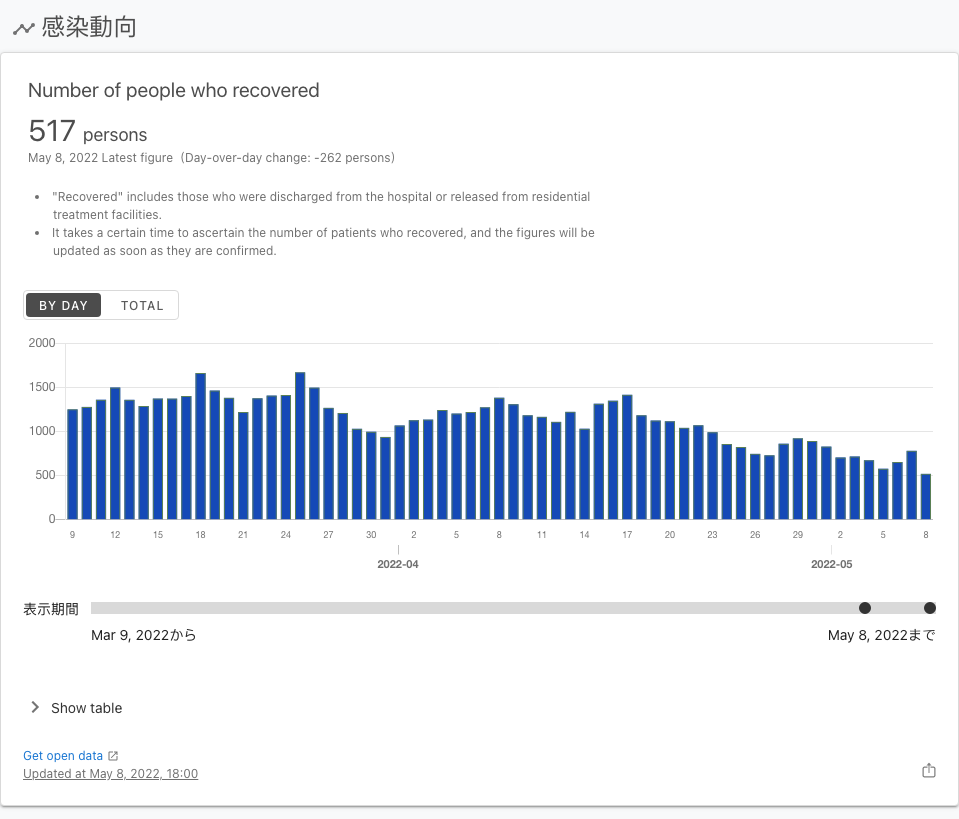 感染動向
Number of people who recovered
517 persons
May 8, 2022 Latest figure  (Day-over-day change: -262 persons)
"Recovered" includes those who were discharged from the hospital or released from residential
treatment facilities.
It takes a certain time to ascertain the number of patients who recovered, and the figures will be
updated as soon as they are confirmed.
BY DAY TOTAL
2000
1500
1000
500
0
9 12 15 18 21 24 27 30 2 5 8 11 14 17 20 23 26 29 2 5 8
2022-04 2022-05
表示期間
Mar 9, 2022から May 8, 2022まで
Show table
Get open data
Updated at May 8, 2022, 18:00